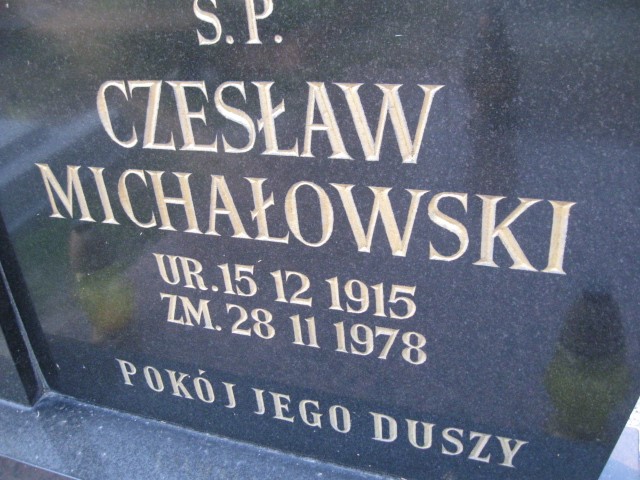 Ś.P.
CZESŁAW
MICHAŁOWSKI
UR. 15 12 1915
ZM. 28 11 1978
POKÓJ JEGO DUSZY